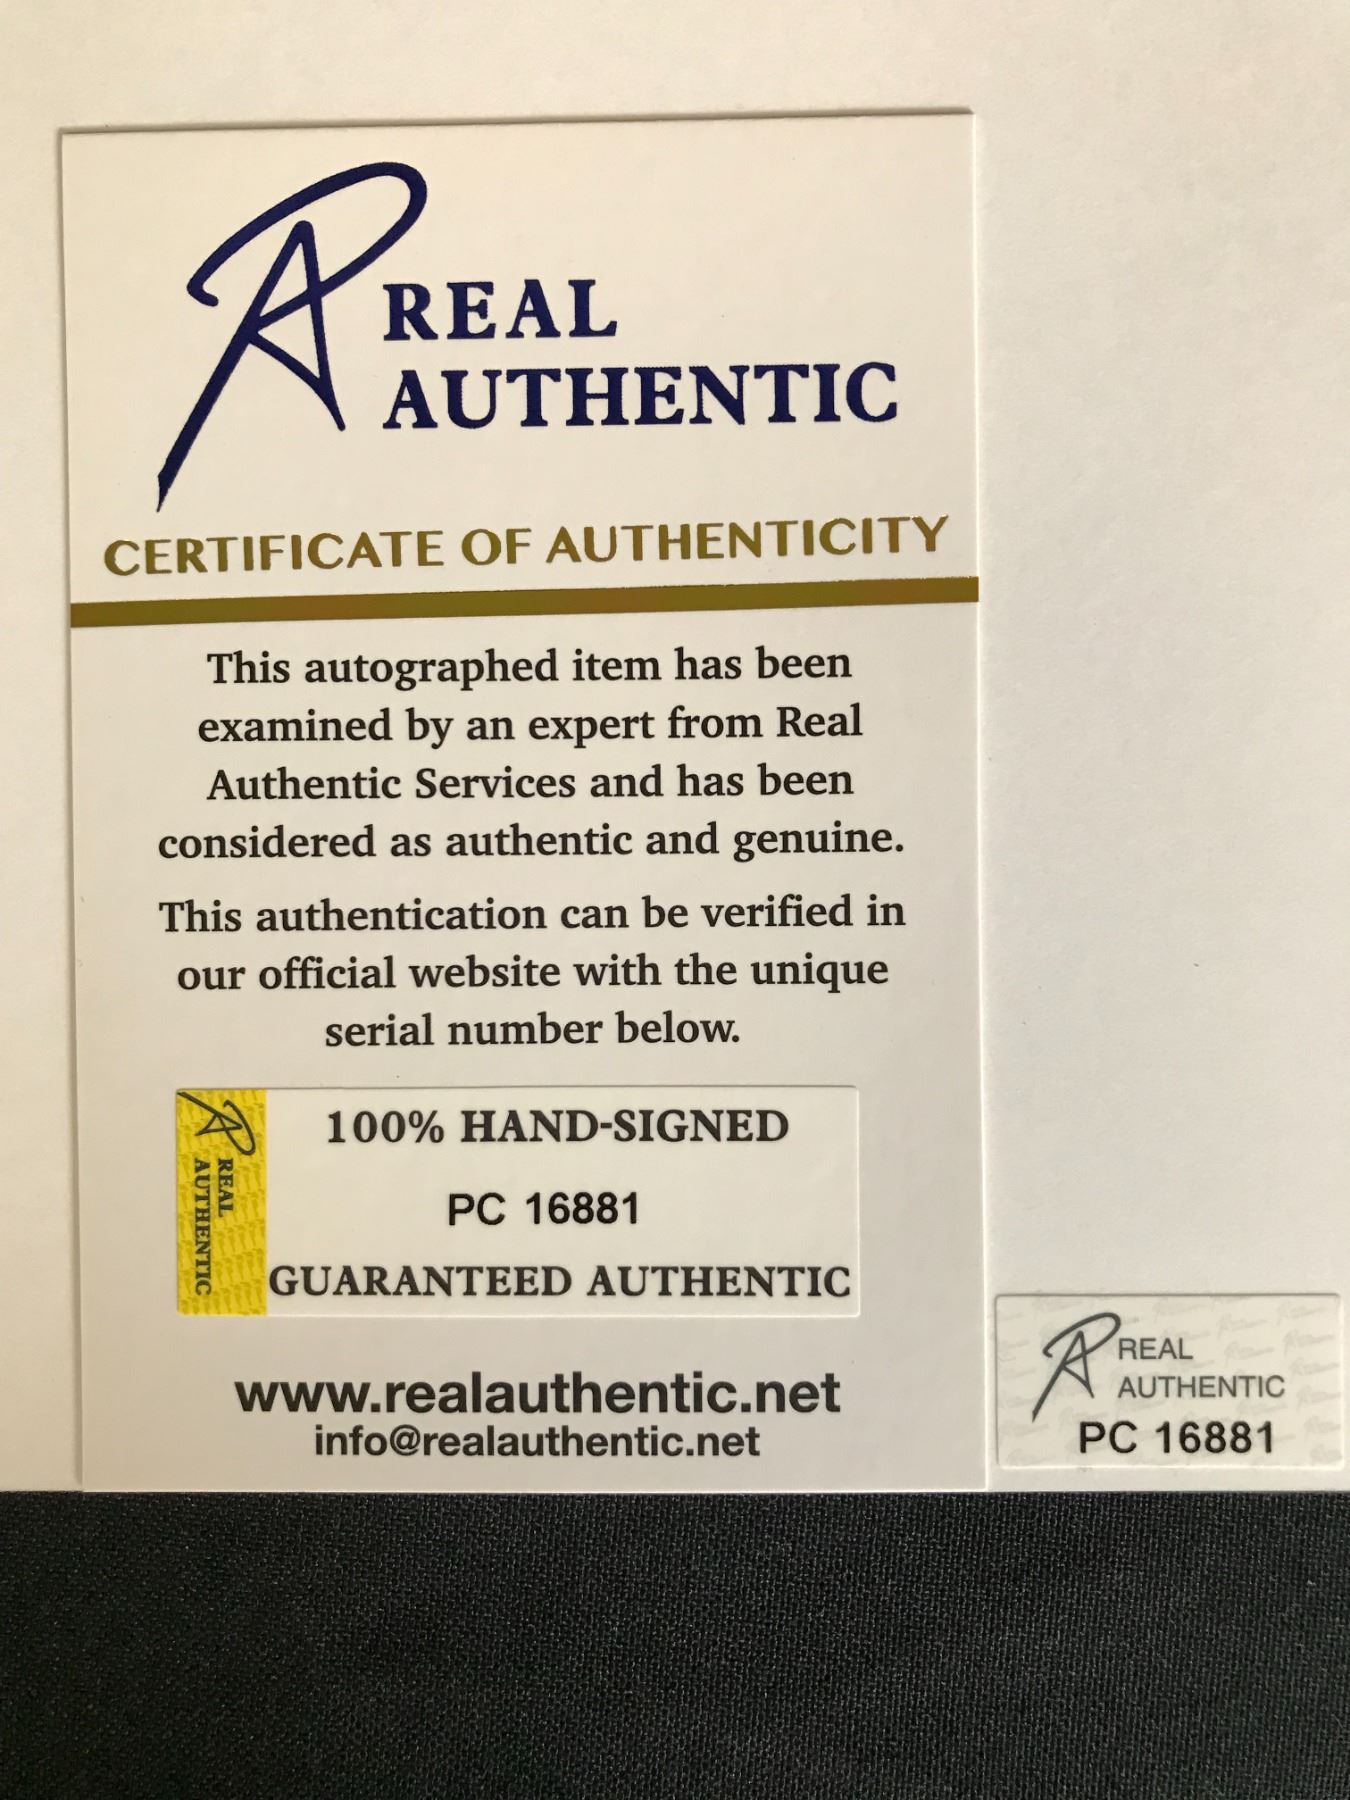 REAL
AUTHENTIC
CERTIFICATE OF AUTHENTICITY
This autographed item has been
examined by an expert from Real
Authentic Services and has been
considered as authentic and genuine.
This authentication can be verified in
our official website with the unique
serial number below.
REAL
AUTHENTIC
100% HAND-SIGNED
PC 16881
GUARANTEED AUTHENTIC
www.realauthentic.net
info@realauthentic.net
REAL
AUTHENTIC
PC 16881